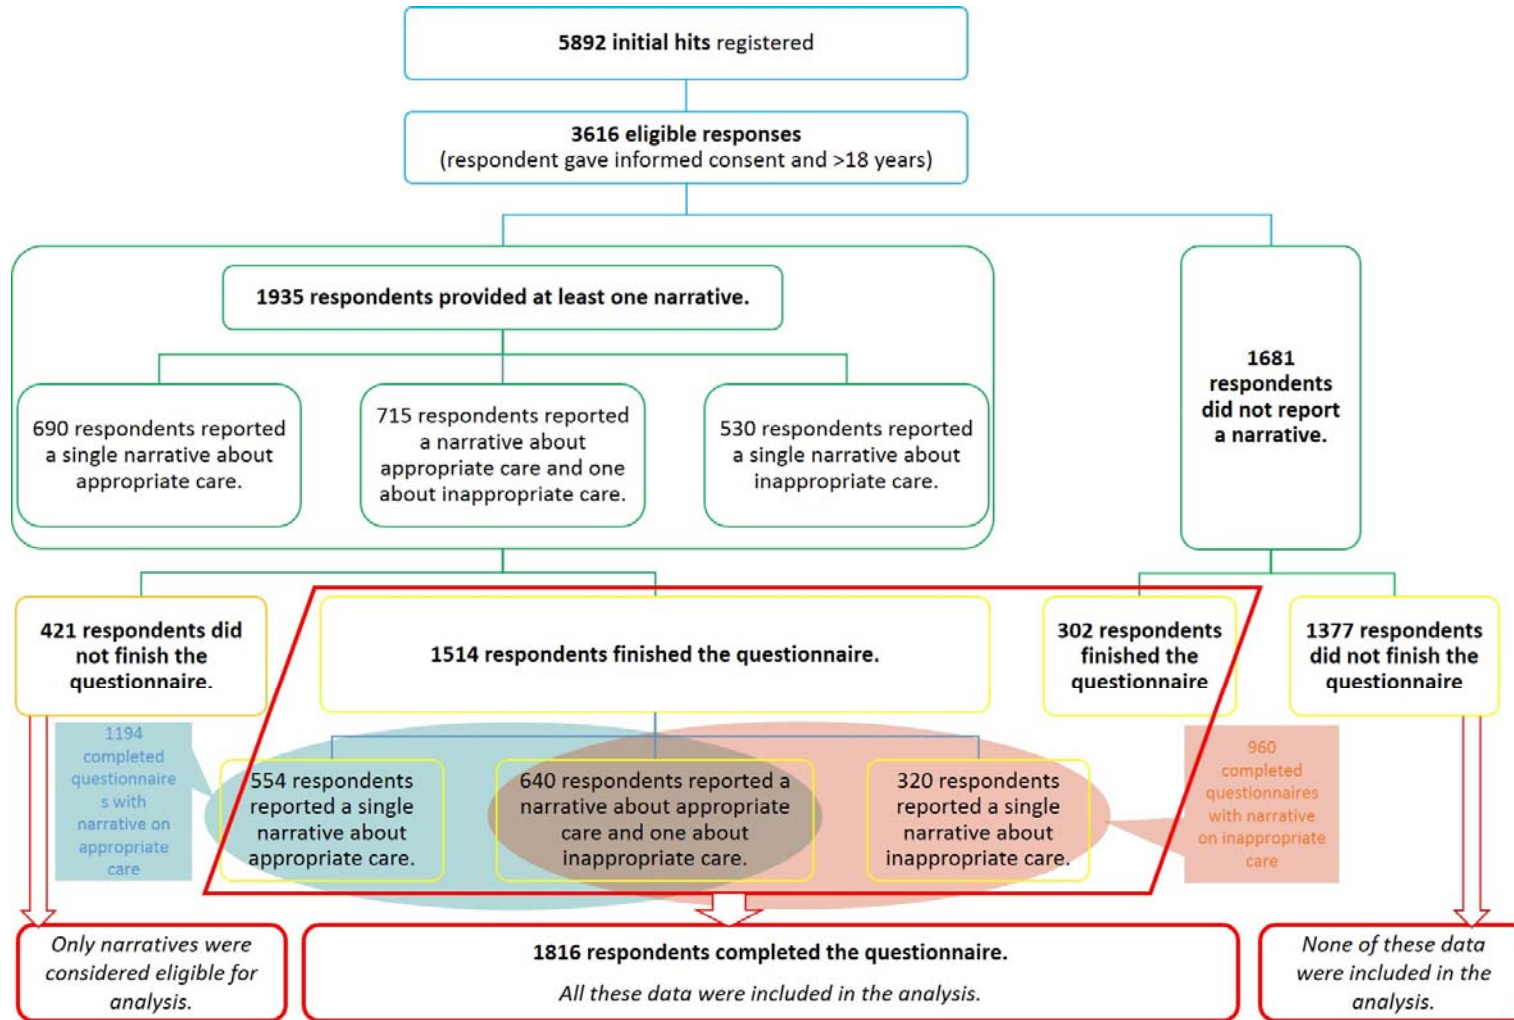 5892 initial hits registered
3616 eligible responses
(respondent gave informed consent and >18 years)
1935 respondents provided at least one narrative.
690 respondents reported
a single narrative about
appropriate care.
715 respondents reported
a narrative about
appropriate care and one
about inappropriate care.
530 respondents reported
a single narrative about
inappropriate care.
1681
respondents
did not report
a narrative.
421 respondents did
not finish the
questionnaire.
1514 respondents finished the questionnaire.
302 respondents
finished the
questionnaire
1377 respondents
did not finish the
questionnaire
1194
completed
questionnaire
s with
narrative on
appropriate
care
554 respondents
reported a single
narrative about
appropriate care.
640 respondents reported a
narrative about appropriate
care and one about
inappropriate care.
320 respondents
reported a single
narrative about
inappropriate care.
960
completed
questionnaires
with narrative
on inappropriate
care
Only narratives were
considered eligible for
analysis.
1816 respondents completed the questionnaire.
All these data were included in the analysis.
None of these data
were included in the
analysis.